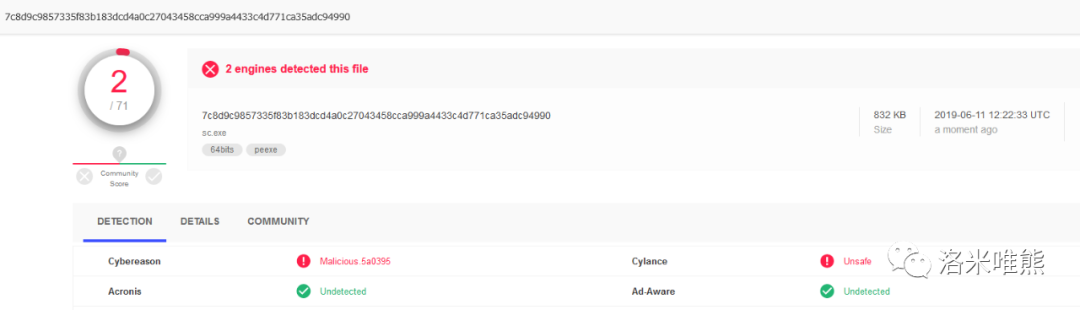 7c8d9c9857335f83b183dcd4a0c27043458cca999a4433c4d771ca35adc94990
2
/ 71
2 engines detected this file
7c8d9c9857335f83b183dcd4a0c27043458cca999a4433c4d771ca35adc94990
832 KB
2019-06-11 12:22:33 UTC
sc.exe
Size
a moment ago
64bits
peexe
?
Community
Score
DETECTION
DETAILS
COMMUNITY
Cybereason
Malicious.5a0395
Cylance
Unsafe
Acronis
Undetected
Ad-Aware
Undetected
洛米唯熊